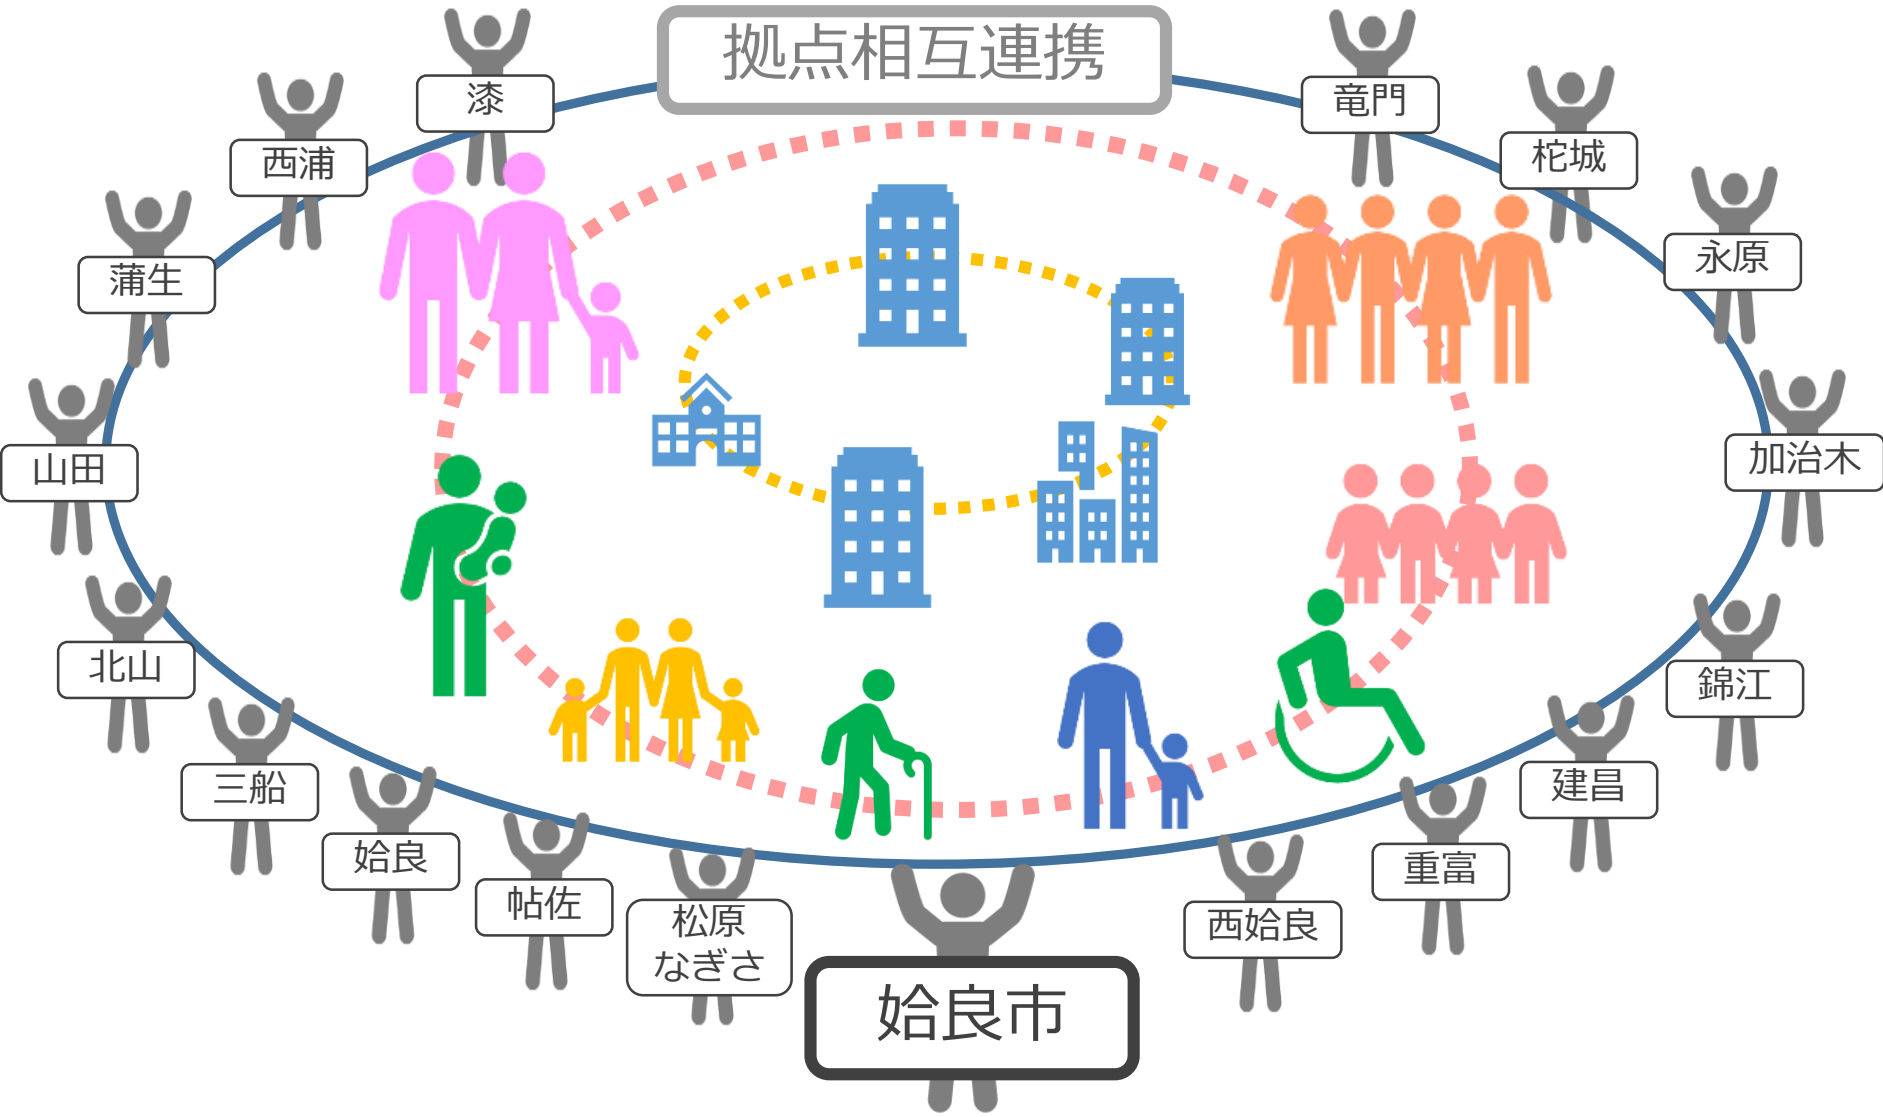 拠点相互連携
漆
竜門
西浦
柁城
蒲生
永原
山田
加治木
北山
錦江
三船
建昌
姶良
重富
帖佐
西姶良
松原
なぎさ
姶良市